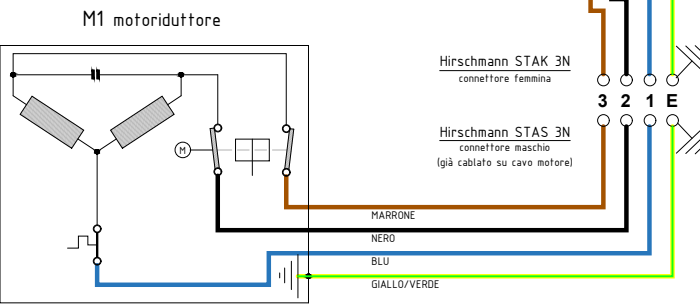 M1 motoriduttore
Hirschmann STAK 3N
connettore femmina
3 2 1 E
Hirschmann STAS 3N
connettore maschio
(già cablato su cavo motore)
M
MARRONE
NERO
BLU
GIALLO/VERDE